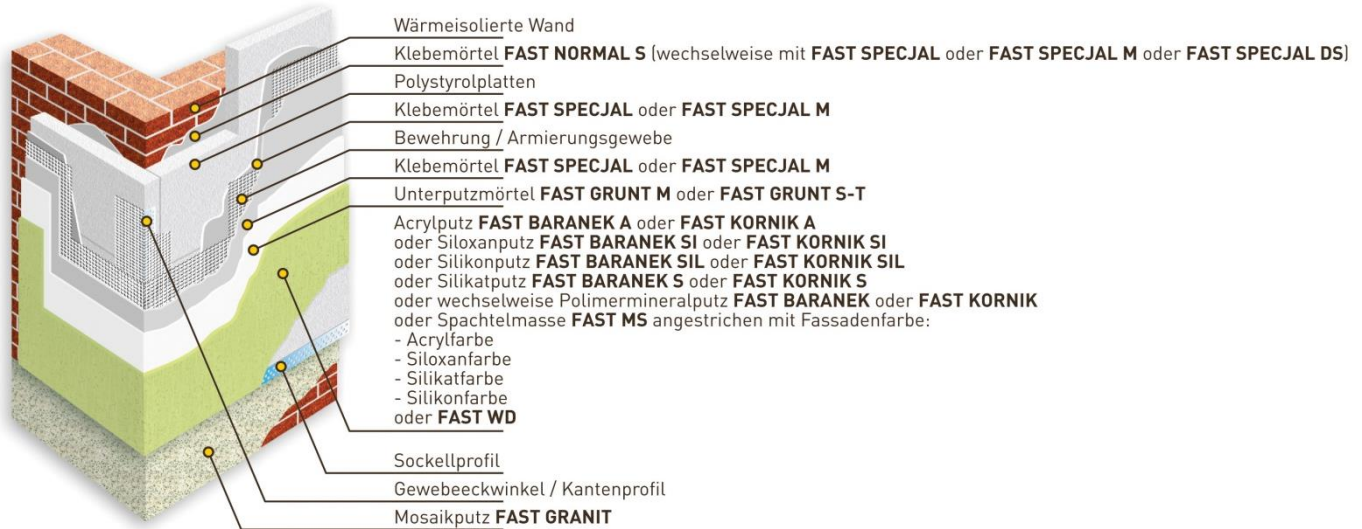 Wärmeisolierte Wand
Klebemörtel FAST NORMAL S (wechselweise mit FAST SPECJAL oder FAST SPECJAL M oder FAST SPECJAL DS)
Polystyrolplatten
Klebemörtel FAST SPECJAL oder FAST SPECJAL M
Bewehrung / Armierungsgewebe
Klebemörtel FAST SPECJAL oder FAST SPECJAL M
Unterputzmörtel FAST GRUNT M oder FAST GRUNT S-T
Acrylputz FAST BARANEK A oder FAST KORNIK A
oder Siloxanputz FAST BARANEK SI oder FAST KORNIK SI
oder Silikonputz FAST BARANEK SIL oder FAST KORNIK SIL
oder Silikatputz FAST BARANEK S oder FAST KORNIK S
oder wechselweise Polimermineralputz FAST BARANEK oder FAST KORNIK
oder Spachtelmasse FAST MS angestrichen mit Fassadenfarbe:
- Acrylfarbe
- Siloxanfarbe
- Silikatfarbe
- Silikonfarbe
oder FAST WD
Sockellprofil
Gewebeeckwinkel / Kantenprofil
Mosaikputz FAST GRANIT